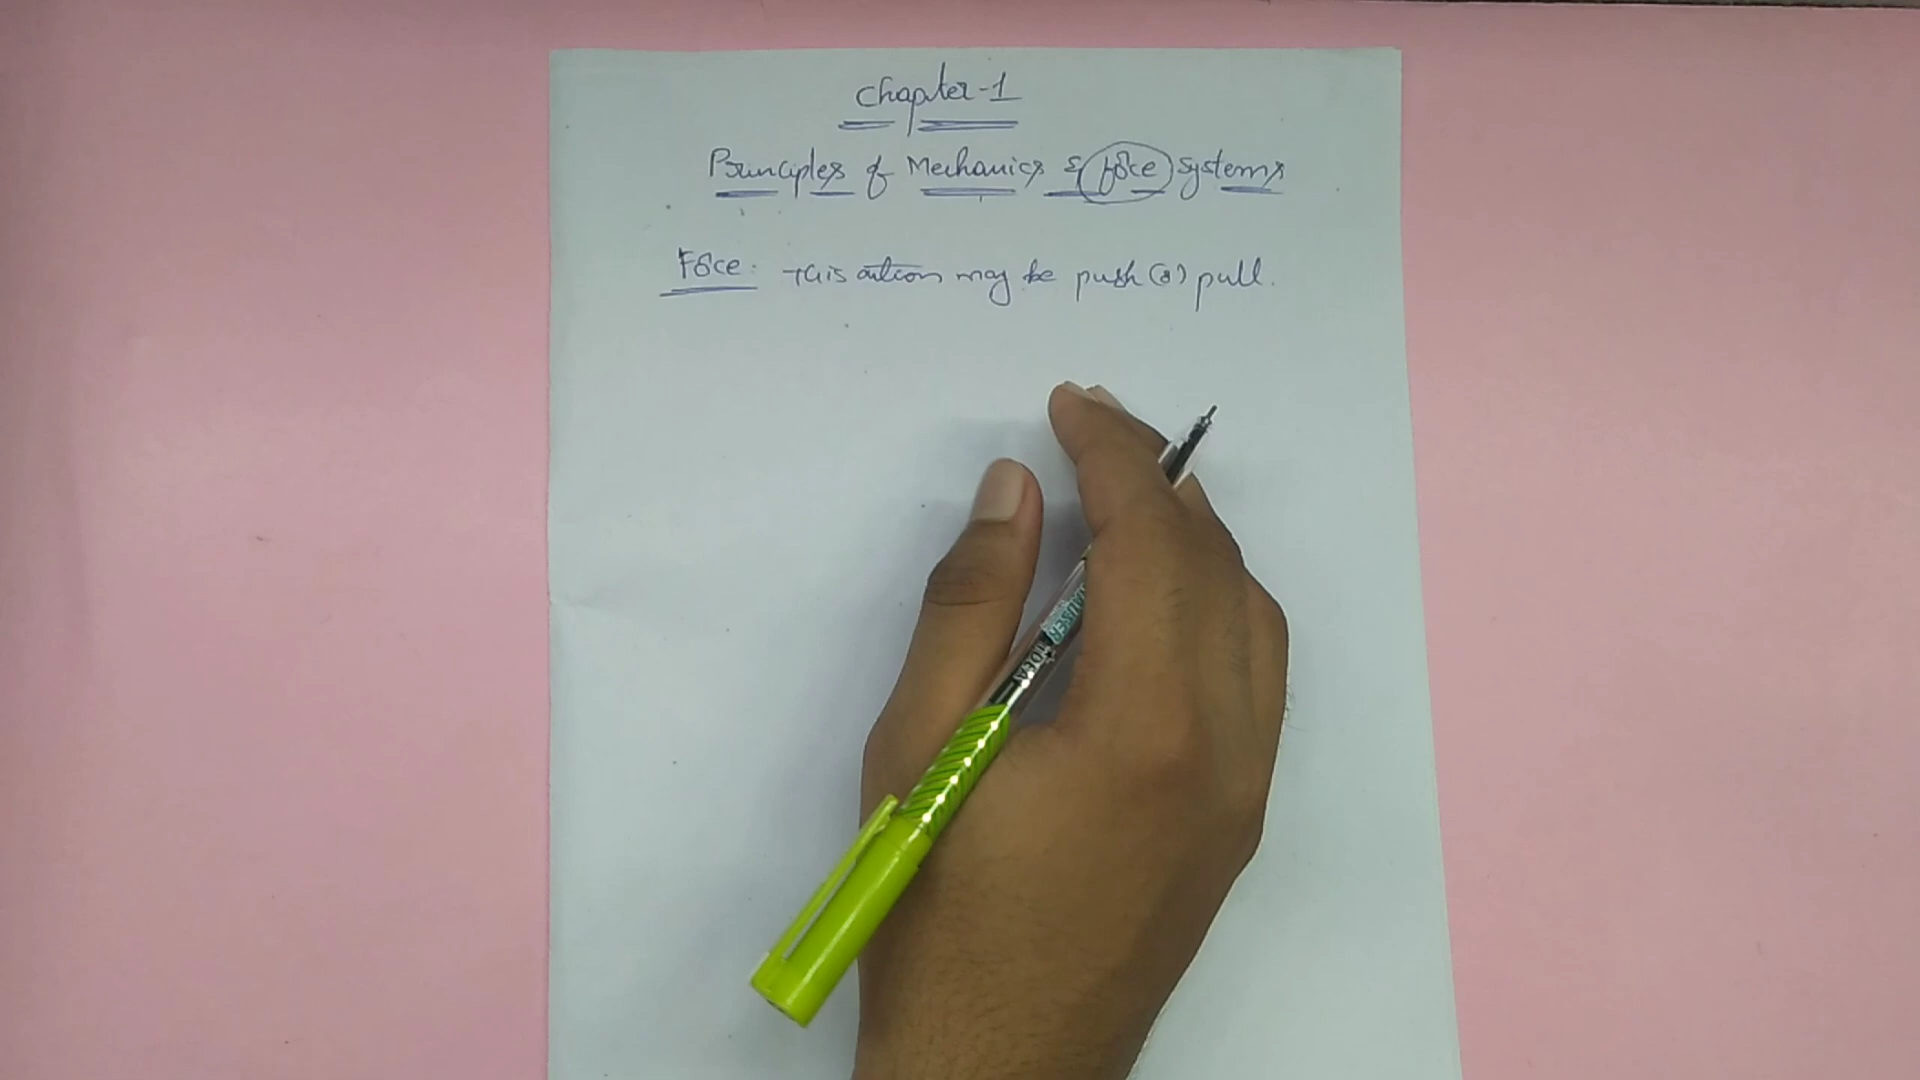 Chapter-1
Principles of Mechanics & force systems
Force: This action may be push (or) pull.